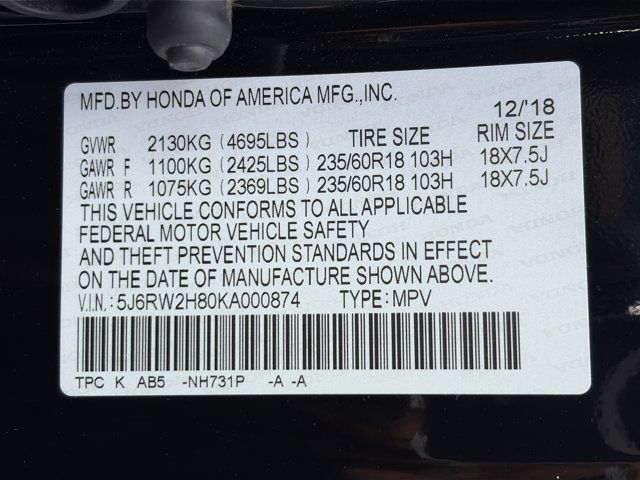 MFD.BY HONDA OF AMERICA MFG.,INC.
12/'18
GVWR 2130KG (4695LBS) TIRE SIZE RIM SIZE
GAWR F 1100KG (2425LBS) 235/60R18 103H 18X7.5J
GAWR R 1075KG (2369LBS) 235/60R18 103H 18X7.5J
THIS VEHICLE CONFORMS TO ALL APPLICABLE
FEDERAL MOTOR VEHICLE SAFETY
AND THEFT PREVENTION STANDARDS IN EFFECT
ON THE DATE OF MANUFACTURE SHOWN ABOVE.
V.I.N.: 5J6RW2H80KA000874 TYPE:MPV
TPC K AB5 -NH731P -A -A